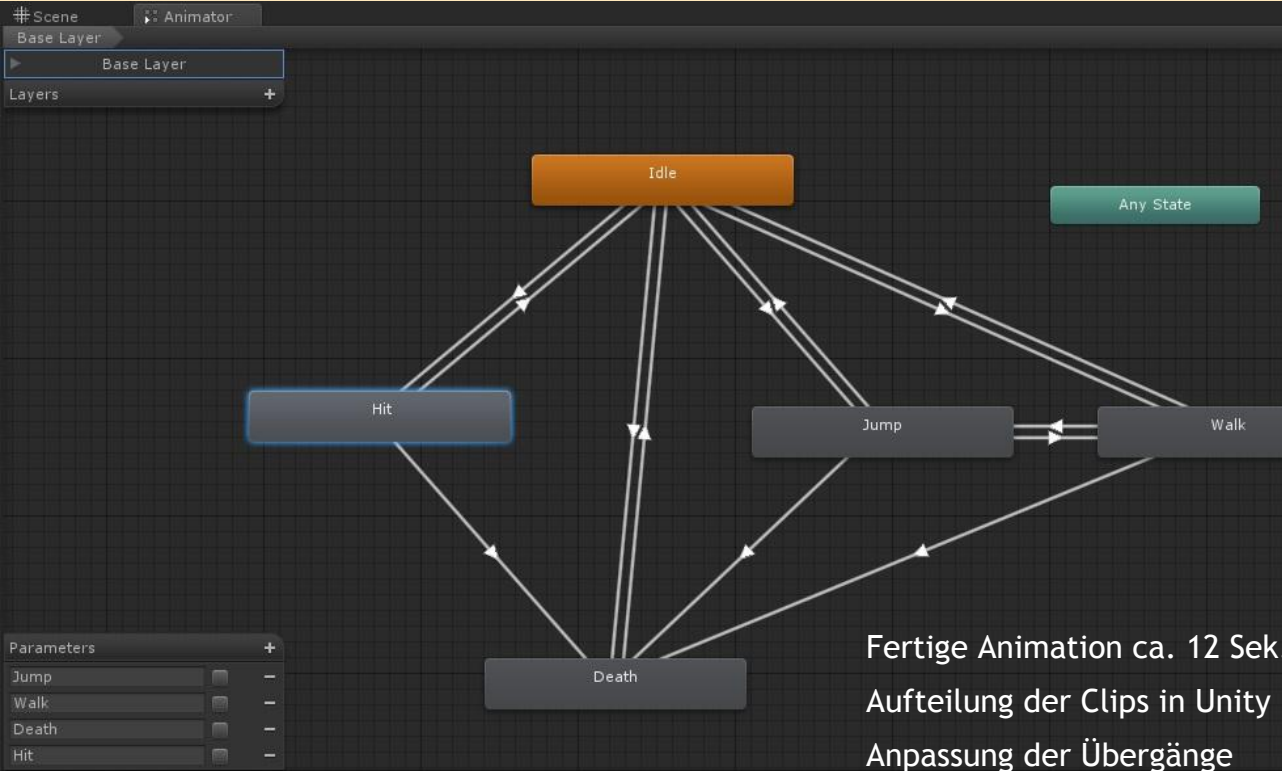 Scene Animator
Base Layer
Base Layer
Layers +
Idle
Any State
Hit
Jump
Walk
Death
Parameters +
Jump -
Walk -
Death -
Hit -
Fertige Animation ca. 12 Sek
Aufteilung der Clips in Unity
Anpassung der Übergänge